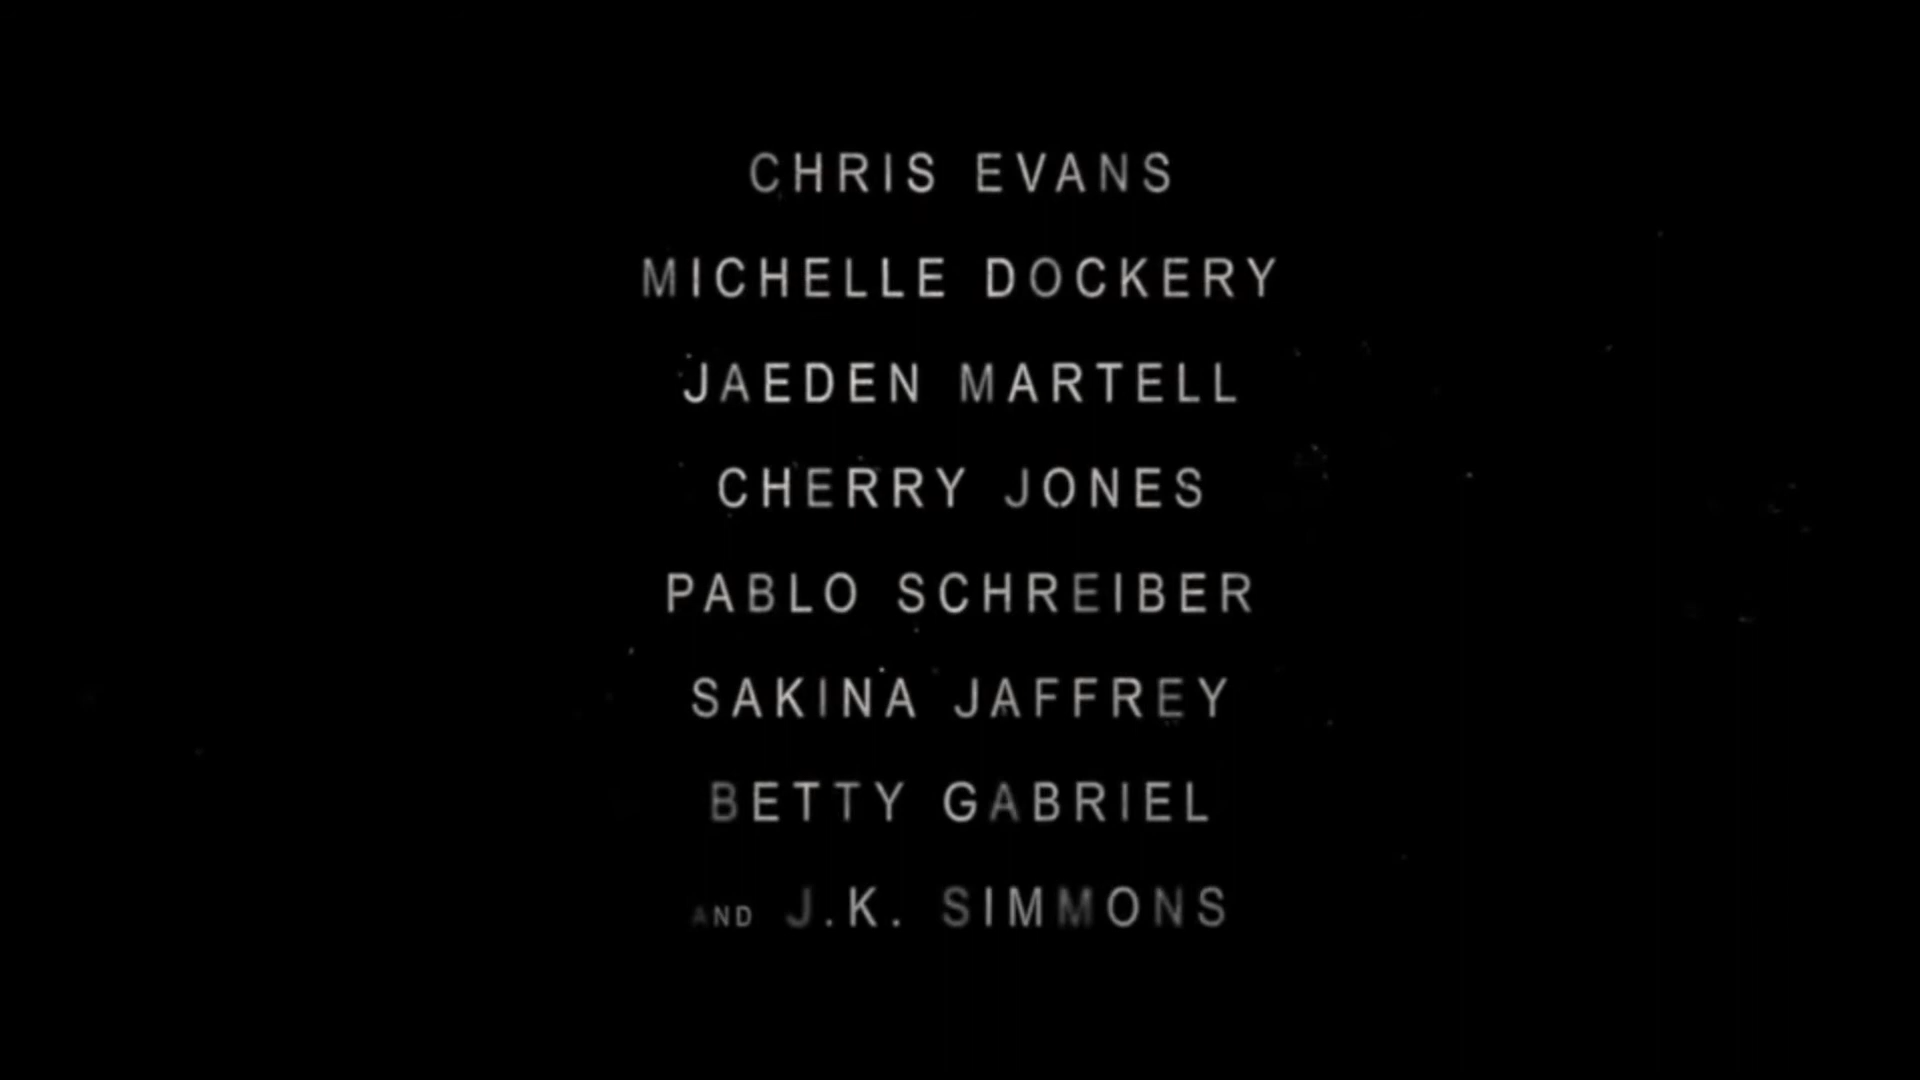 CHRIS EVANS
MICHELLE DOCKERY
JAEDEN MARTELL
CHERRY JONES
PABLO SCHREIBER
SAKINA JAFFREY
BETTY GABRIEL
AND J.K. SIMMONS